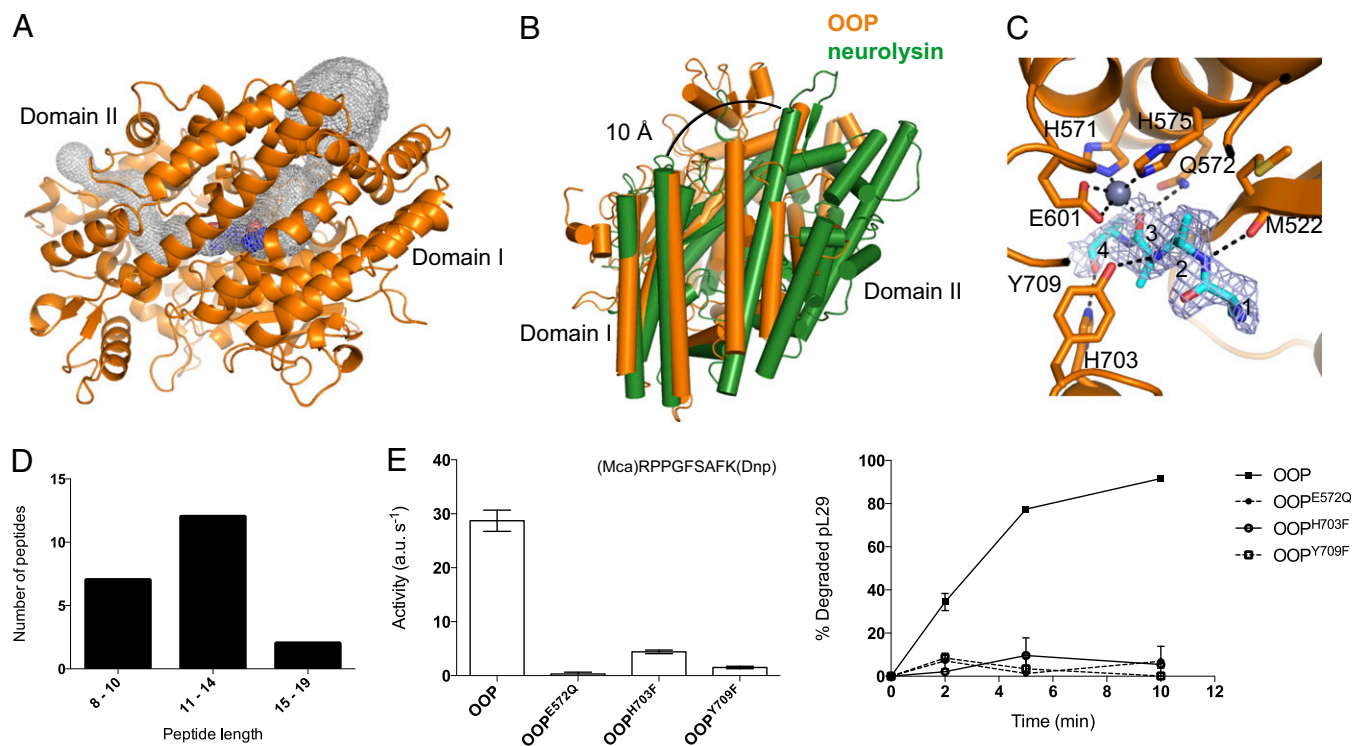 A
Domain II
Domain I
B
OOP
neurolysin
10 Å
Domain I
Domain II
C
H571
H575
Q572
E601
M522
3
4
2
1
Y709
H703
D
Number of peptides
15
10
5
0
8 - 10
11 - 14
15 - 19
Peptide length
E
(Mca)RPPGFSAFK(Dnp)
Activity (a.u. s⁻¹)
40
30
20
10
0
OOP
OOP^E572Q
OOP^H703F
OOP^Y709F
% Degraded pL29
100
80
60
40
20
0
0 2 4 6 8 10 12
Time (min)
OOP
OOP^E572Q
OOP^H703F
OOP^Y709F